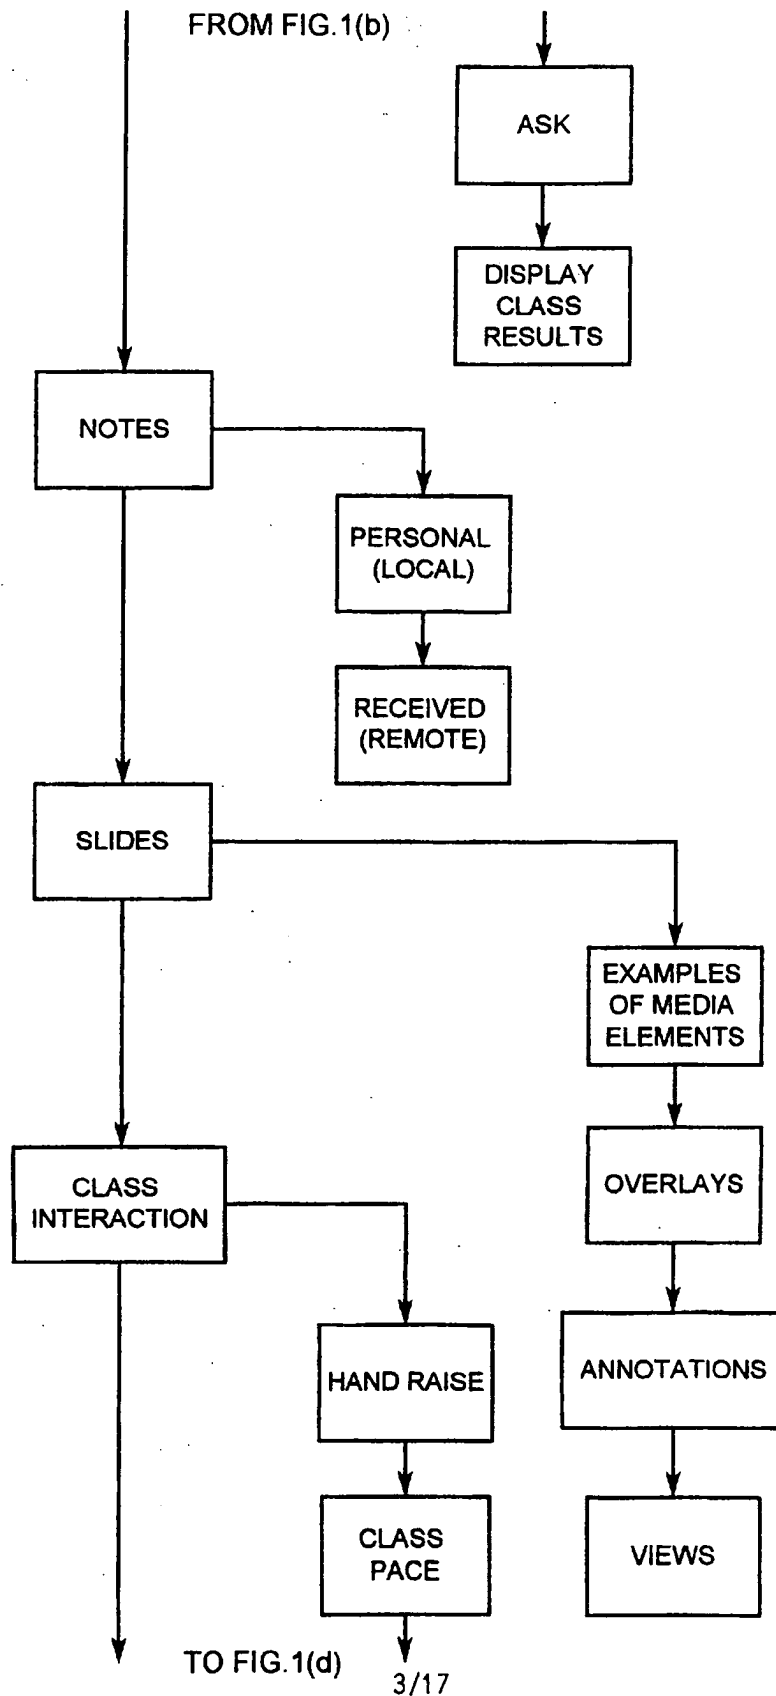 FROM FIG.1(b)
ASK
DISPLAY
CLASS
RESULTS
NOTES
PERSONAL
(LOCAL)
RECEIVED
(REMOTE)
SLIDES
EXAMPLES
OF MEDIA
ELEMENTS
OVERLAYS
CLASS
INTERACTION
HAND RAISE
ANNOTATIONS
CLASS
PACE
VIEWS
TO FIG.1(d)
3/17